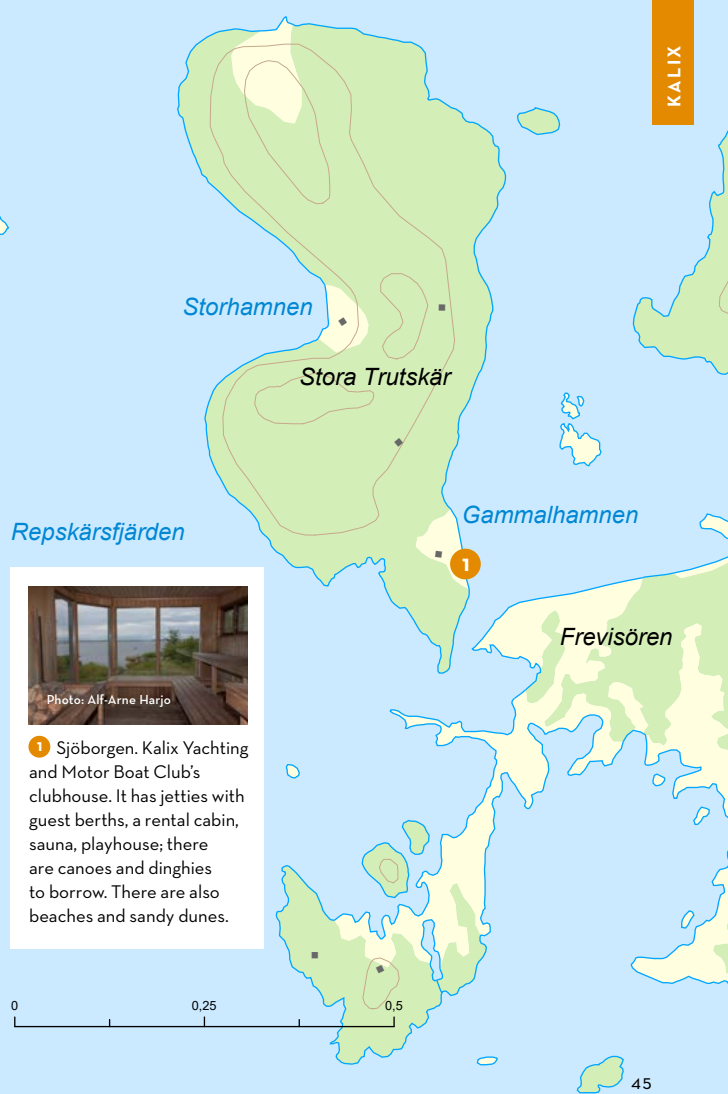 KALIX
Storhamnen
Stora Trutskär
Gammalhamnen
Repskärsfjärden
1
Frevisören
Photo: Alf-Arne Harjo
1 Sjöborgen. Kalix Yachting
and Motor Boat Club's
clubhouse. It has jetties with
guest berths, a rental cabin,
sauna, playhouse; there
are canoes and dinghies
to borrow. There are also
beaches and sandy dunes.
0 0,25 0,5
45